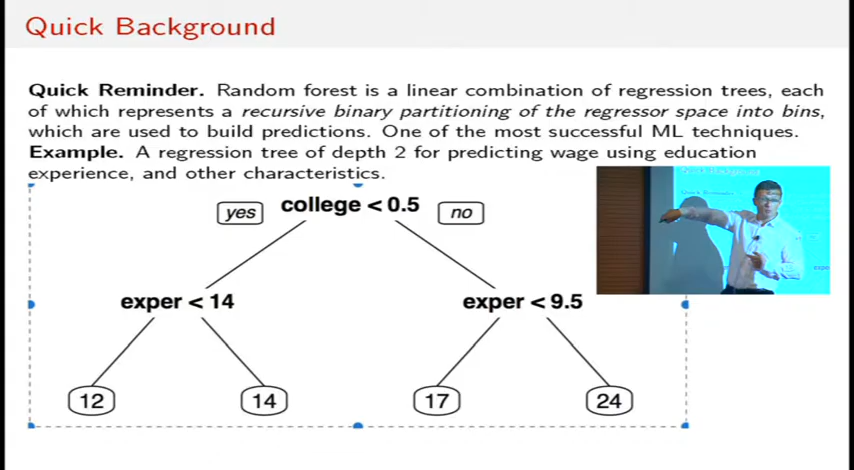 Quick Background
Quick Reminder. Random forest is a linear combination of regression trees, each
of which represents a recursive binary partitioning of the regressor space into bins,
which are used to build predictions. One of the most successful ML techniques.
Example. A regression tree of depth 2 for predicting wage using education
experience, and other characteristics.
yes college < 0.5 no
exper < 14 exper < 9.5
12 14 17 24